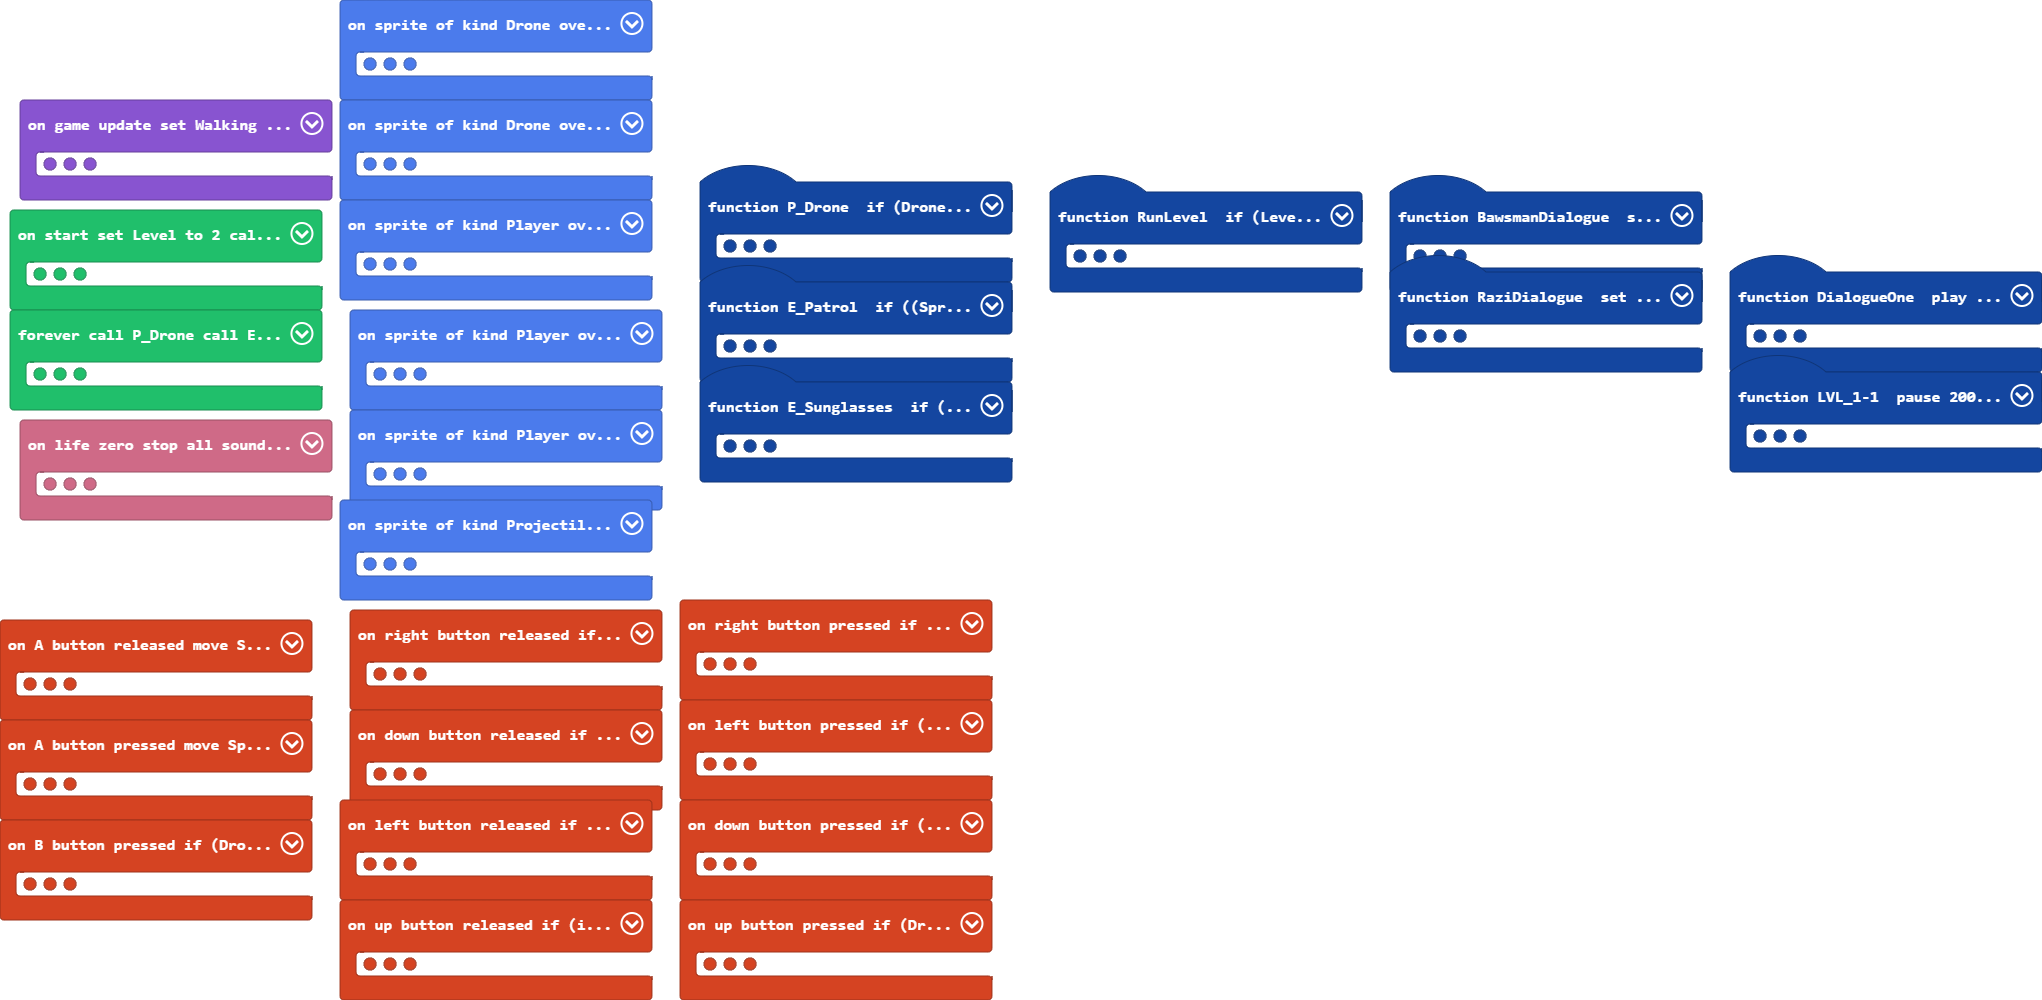 on sprite of kind Drone ove...
on game update set Walking ...
on sprite of kind Drone ove...
on start set Level to 2 cal...
on sprite of kind Player ov...
forever call P_Drone call E...
on sprite of kind Player ov...
on life zero stop all sound...
on sprite of kind Player ov...
on sprite of kind Projectil...
function P_Drone  if (Drone...
function E_Patrol  if ((Spr...
function E_Sunglasses  if (...
function RunLevel  if (Leve...
function BawsmanDialogue  s...
function RaziDialogue  set ...
function DialogueOne  play ...
function LVL_1-1  pause 200...
on A button released move S...
on A button pressed move Sp...
on B button pressed if (Dro...
on right button released if...
on down button released if ...
on left button released if ...
on up button released if (i...
on right button pressed if ...
on left button pressed if (...
on down button pressed if (...
on up button pressed if (Dr...